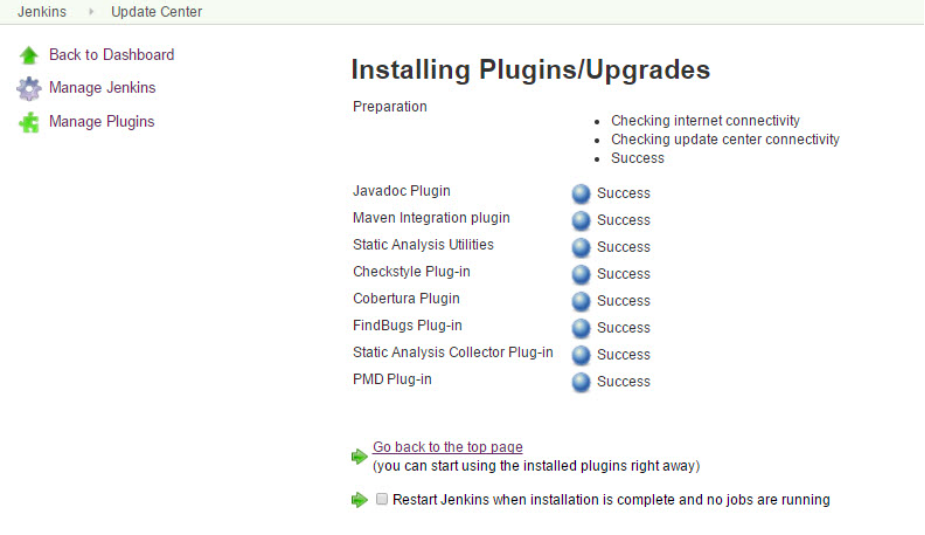 Jenkins Update Center
Back to Dashboard
Manage Jenkins
Manage Plugins
Installing Plugins/Upgrades
Preparation
Checking internet connectivity
Checking update center connectivity
Success
Javadoc Plugin Success
Maven Integration plugin Success
Static Analysis Utilities Success
Checkstyle Plug-in Success
Cobertura Plugin Success
FindBugs Plug-in Success
Static Analysis Collector Plug-in Success
PMD Plug-in Success
Go back to the top page
(you can start using the installed plugins right away)
Restart Jenkins when installation is complete and no jobs are running